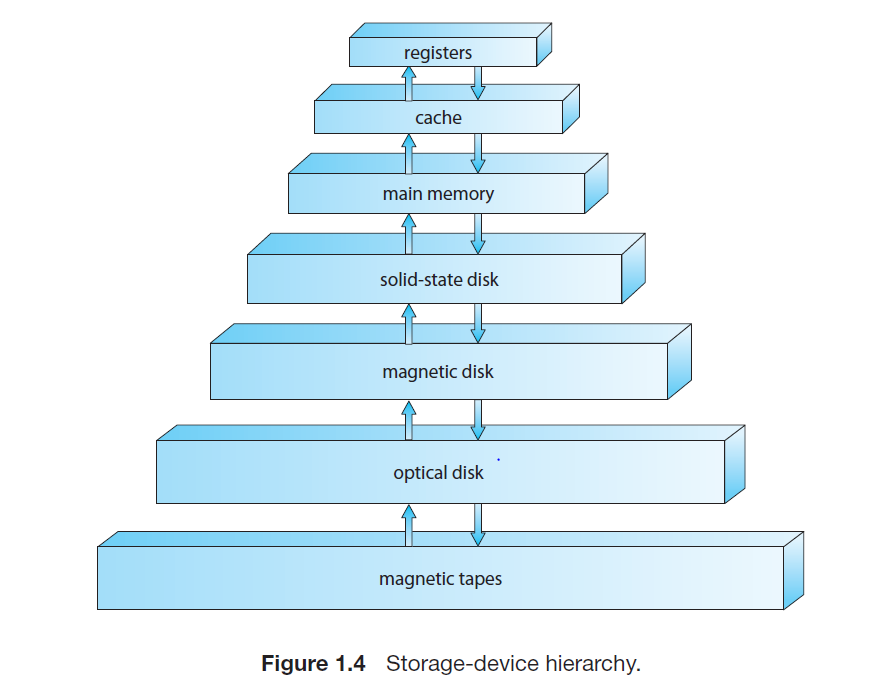 registers
cache
main memory
solid-state disk
magnetic disk
optical disk
magnetic tapes
Figure 1.4 Storage-device hierarchy.